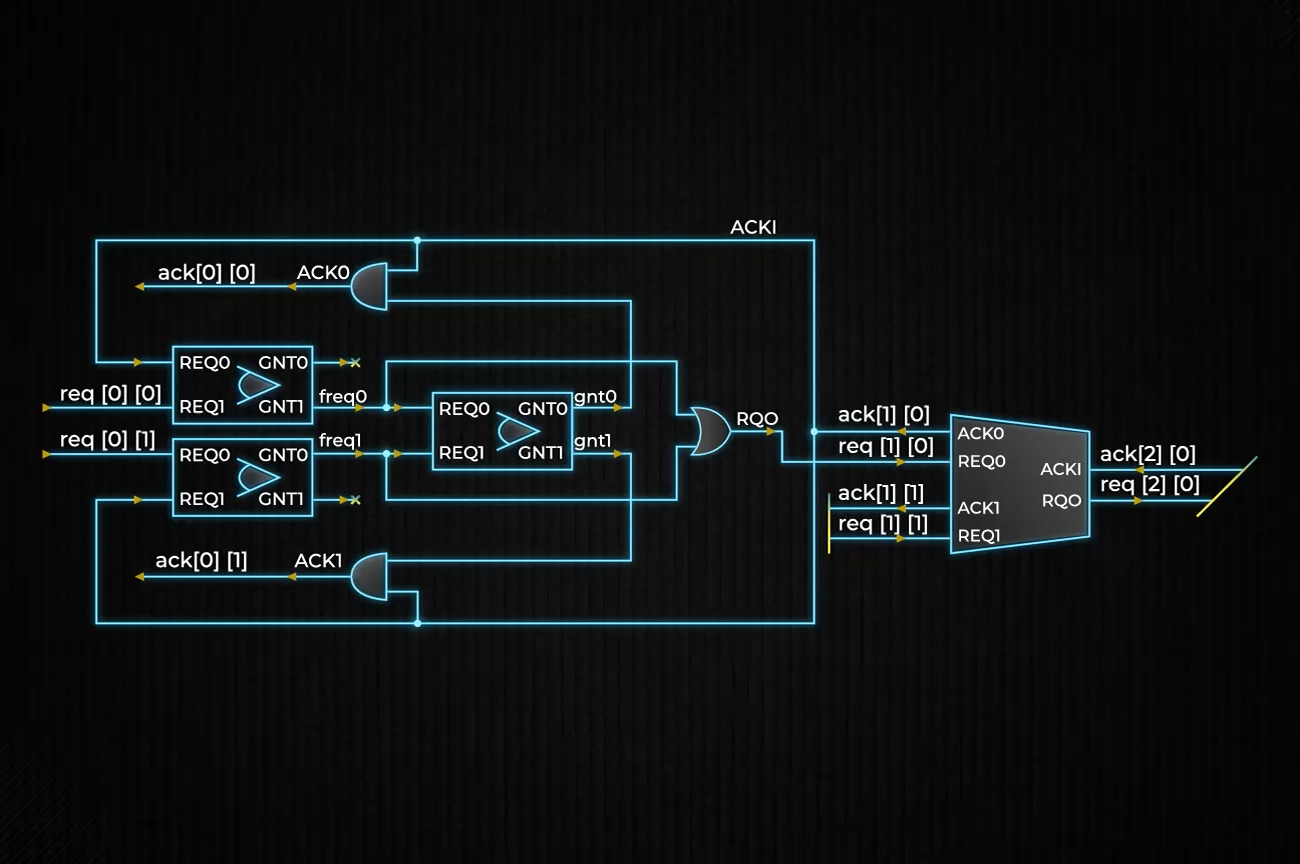 ACKI
ack[0] [0]
ACK0
REQ0
GNT0
req [0] [0]
REQ1
GNT1
freq0
req [0] [1]
REQ0
GNT0
freq1
REQ1
GNT1
ack[0] [1]
ACK1
REQ0
GNT0
gnt0
REQ1
GNT1
gnt1
RQO
ack[1] [0]
req [1] [0]
ack[1] [1]
req [1] [1]
ACK0
REQ0
ACK1
REQ1
ACKI
RQO
ack[2] [0]
req [2] [0]